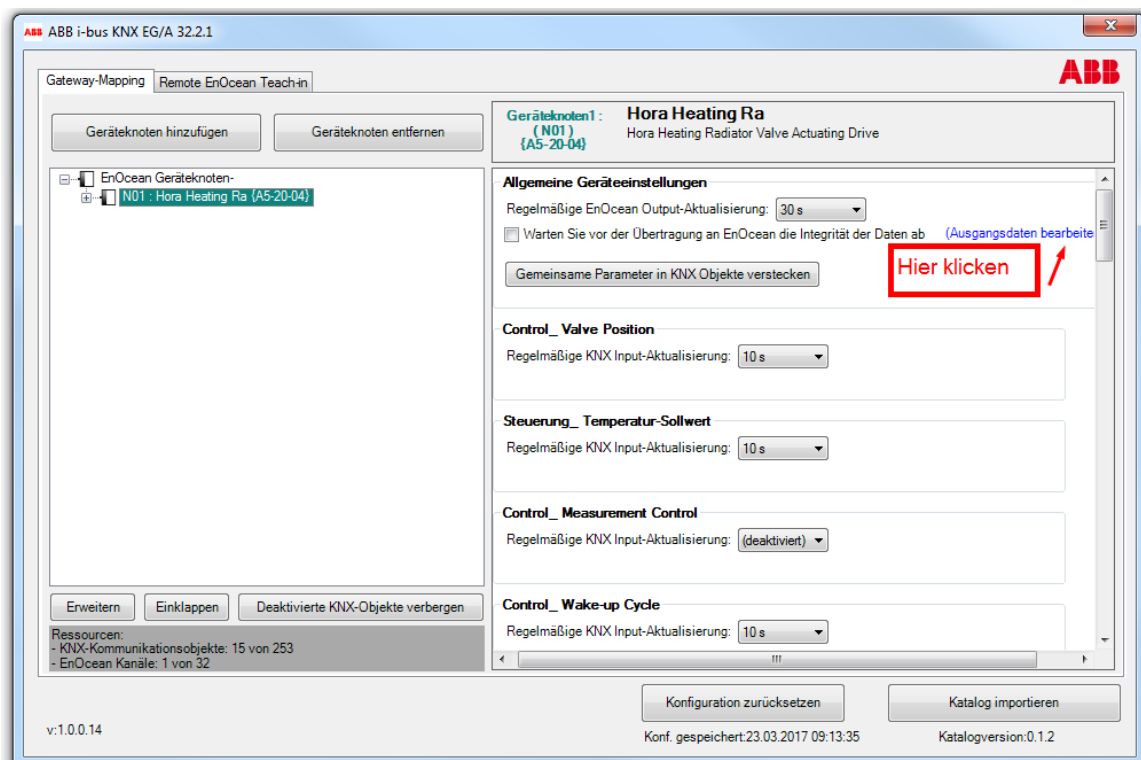 ABB ABB i-bus KNX EG/A 32.2.1
Gateway-Mapping Remote EnOcean Teach-in
ABB
Geräteknoten hinzufügen Geräteknoten entfernen
EnOcean Geräteknoten-
N01 : Hora Heating Ra {A5-20-04}
Erweitern Einklappen Deaktivierte KNX-Objekte verbergen
Ressourcen:
- KNX-Kommunikationsobjekte: 15 von 253
- EnOcean Kanäle: 1 von 32
Geräteknoten1 :
( N01 )
{A5-20-04}
Hora Heating Ra
Hora Heating Radiator Valve Actuating Drive
Allgemeine Geräteeinstellungen
Regelmäßige EnOcean Output-Aktualisierung: 30 s
Warten Sie vor der Übertragung an EnOcean die Integrität der Daten ab (Ausgangsdaten bearbeite
Hier klicken
Gemeinsame Parameter in KNX Objekte verstecken
Control_ Valve Position
Regelmäßige KNX Input-Aktualisierung: 10 s
Steuerung_ Temperatur-Sollwert
Regelmäßige KNX Input-Aktualisierung: 10 s
Control_ Measurement Control
Regelmäßige KNX Input-Aktualisierung: (deaktiviert)
Control_ Wake-up Cycle
Regelmäßige KNX Input-Aktualisierung: 10 s
Konfiguration zurücksetzen Katalog importieren
v:1.0.0.14 Konf. gespeichert:23.03.2017 09:13:35 Katalogversion:0.1.2